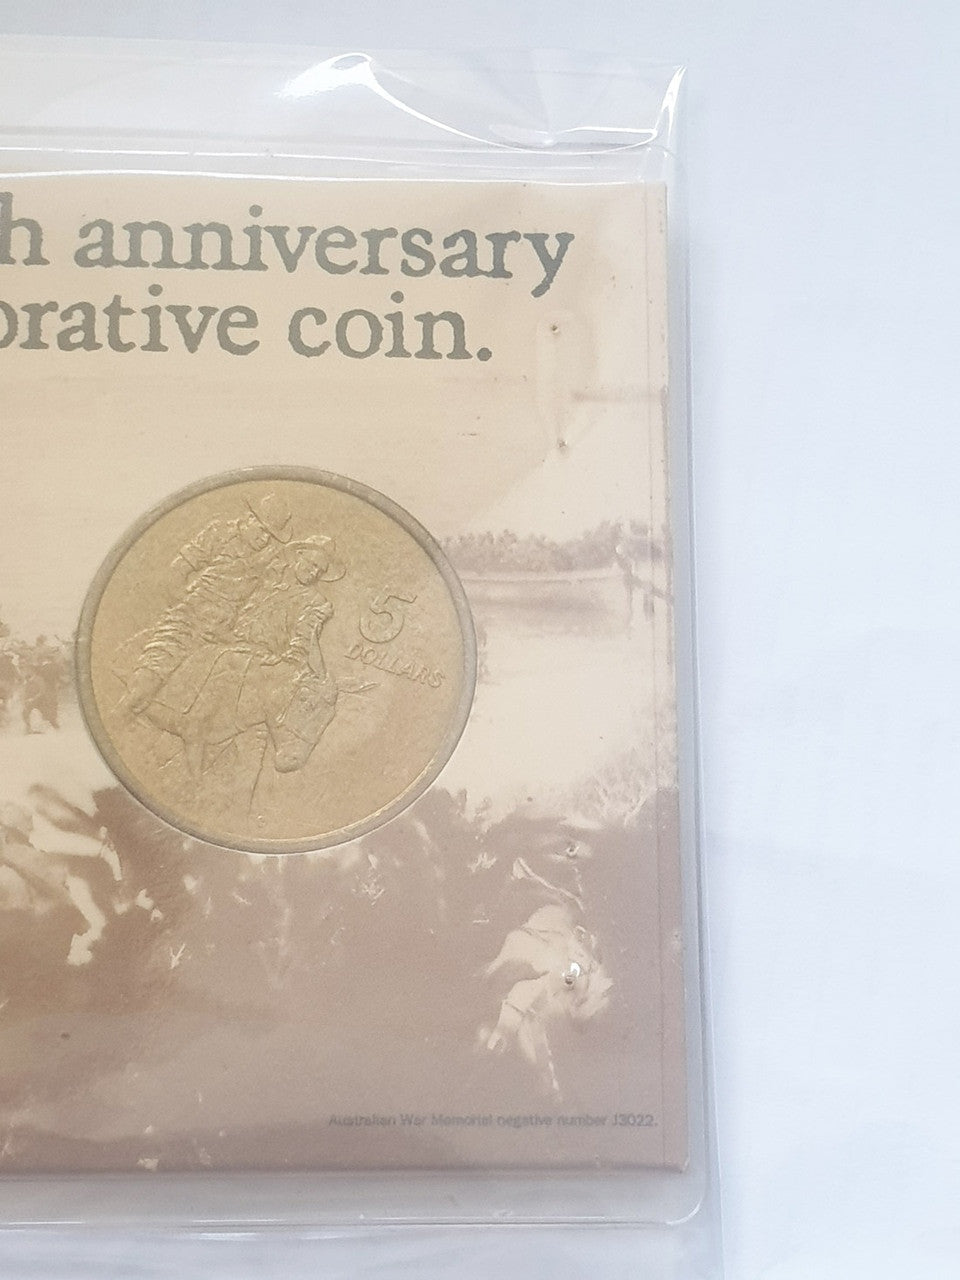 h anniversary
orative coin.
5
DOLLARS
Australian War Memorial negative number J3022.